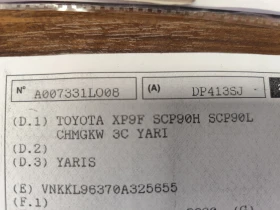 N° A007331L008 (A) DP413SJ -
(D.1) TOYOTA XP9F SCP90H SCP90L
CHMGKW 3C YARI
(D.2)
(D.3) YARIS
(E) VNKKL96370A325655
(F.1)